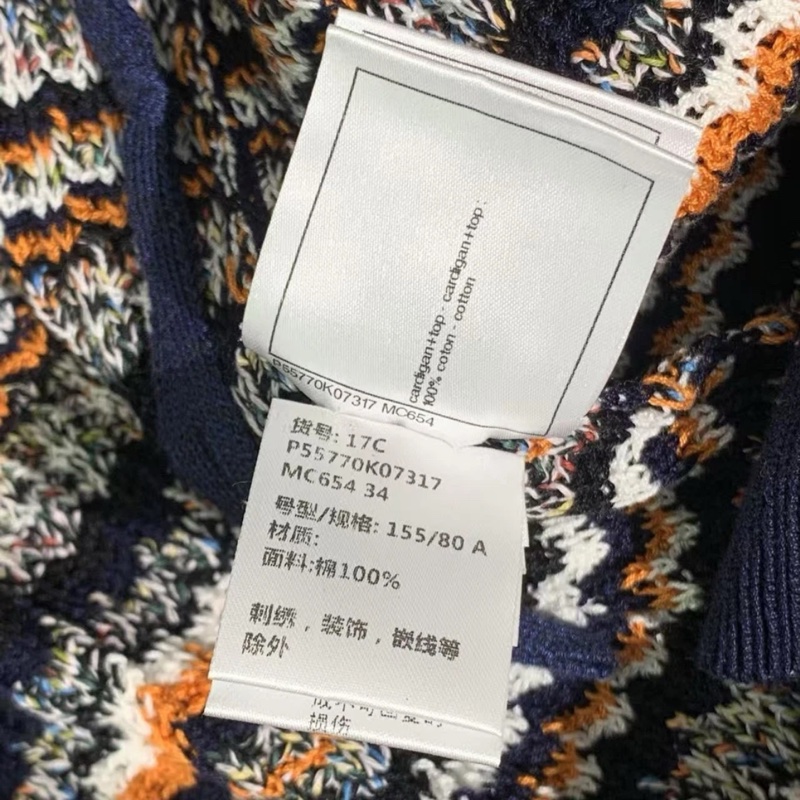 cardigan+top - cardigan+top :
100% coton - cotton
P55770K07317 MC654
货号: 17C
P55770K07317
MC654 34
号型/规格: 155/80 A
材质:
面料:棉100%
刺绣，装饰，嵌线等
除外
损伤